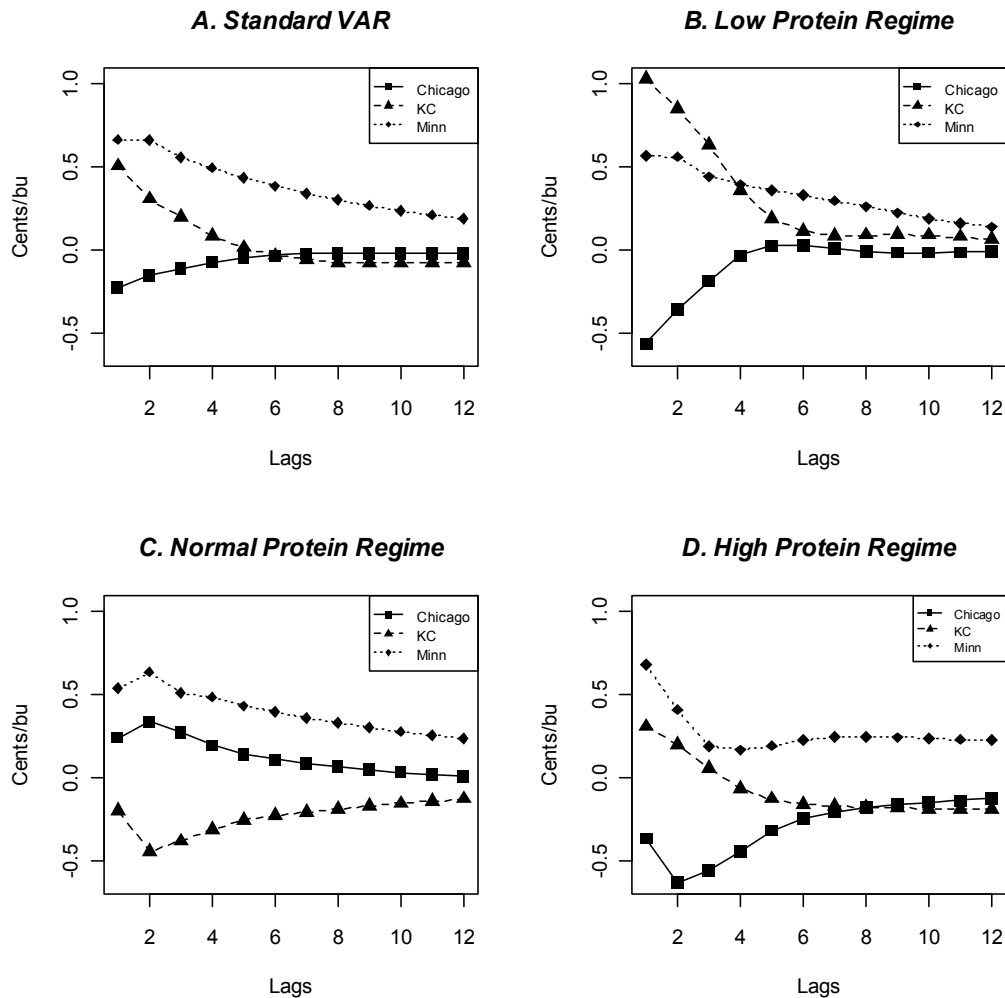 A. Standard VAR
Cents/bu
1.0
0.5
0.0
-0.5
Chicago
KC
Minn
2 4 6 8 10 12
Lags
B. Low Protein Regime
Cents/bu
1.0
0.5
0.0
-0.5
Chicago
KC
Minn
2 4 6 8 10 12
Lags
C. Normal Protein Regime
Cents/bu
1.0
0.5
0.0
-0.5
Chicago
KC
Minn
2 4 6 8 10 12
Lags
D. High Protein Regime
Cents/bu
1.0
0.5
0.0
-0.5
Chicago
KC
Minn
2 4 6 8 10 12
Lags